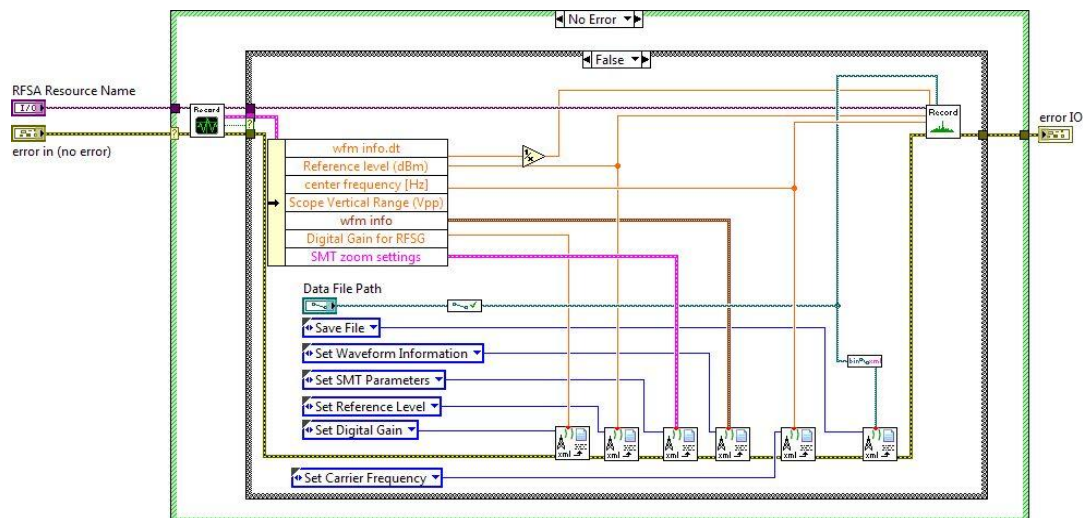 No Error
False
RFSA Resource Name
I/O
error in (no error)
Record
Record
error IO
wfm info.dt
Reference level (dBm)
center frequency [Hz]
Scope Vertical Range (Vpp)
wfm info
Digital Gain for RFSG
SMT zoom settings
1/x
?
?
Data File Path
Save File
Set Waveform Information
Set SMT Parameters
Set Reference Level
Set Digital Gain
Set Carrier Frequency
A
xml
A
xml
A
xml
A
xml
A
xml
A
xml